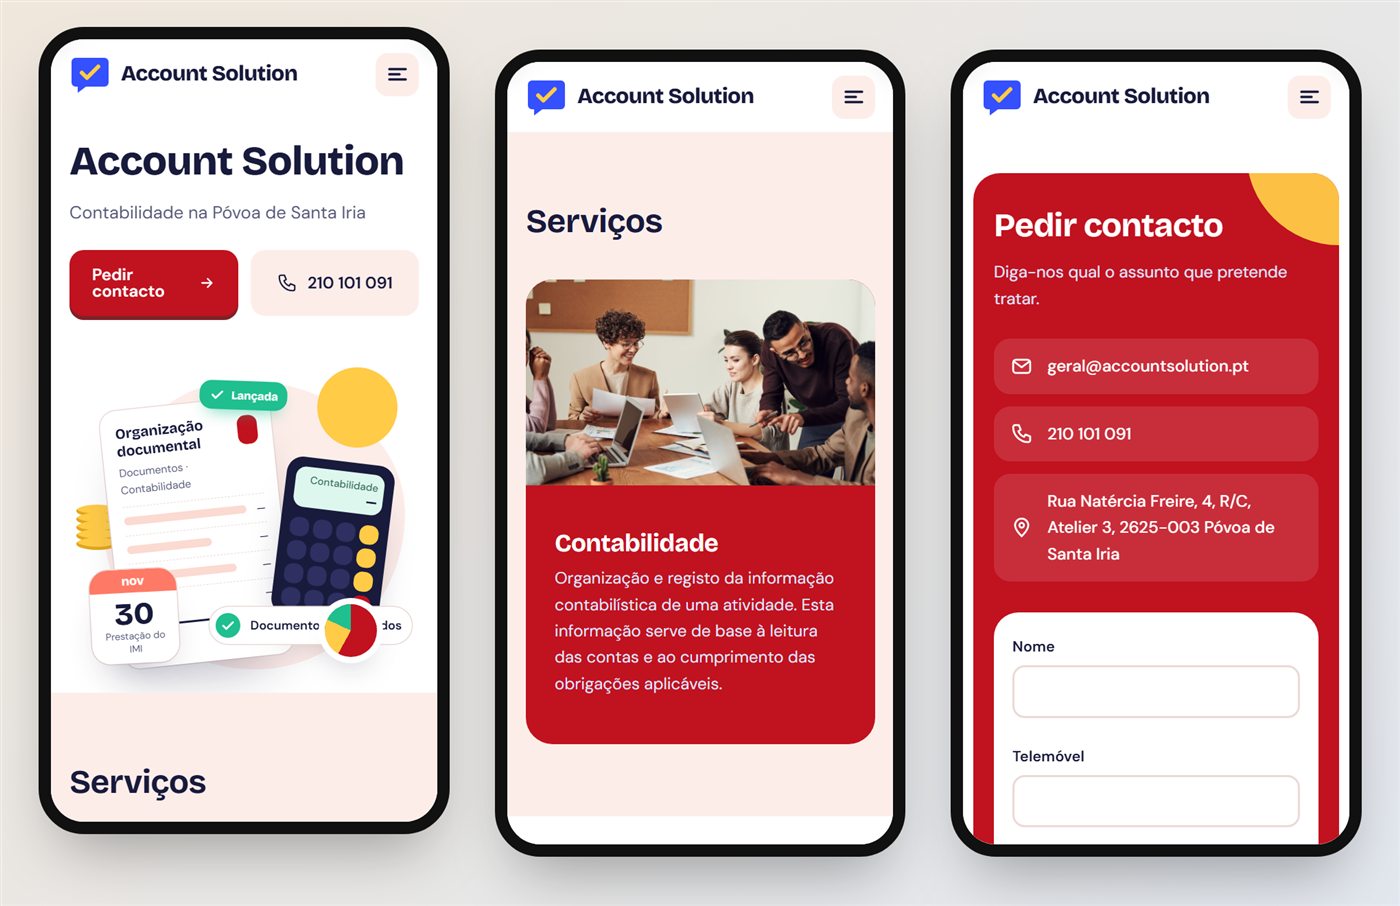 Account Solution
Account Solution
Contabilidade na Póvoa de Santa Iria
Pedir
contacto
210 101 091
Lançada
Organização
documental
Documentos ·
Contabilidade
Contabilidade
nov
30
Prestação do
IMI
Serviços
Account Solution
Serviços
Contabilidade
Organização e registo da informação
contabilística de uma atividade. Esta
informação serve de base à leitura
das contas e ao cumprimento das
obrigações aplicáveis.
Account Solution
Pedir contacto
Diga-nos qual o assunto que pretende
tratar.
geral@accountsolution.pt
210 101 091
Rua Natércia Freire, 4, R/C,
Atelier 3, 2625-003 Póvoa de
Santa Iria
Nome
Telemóvel